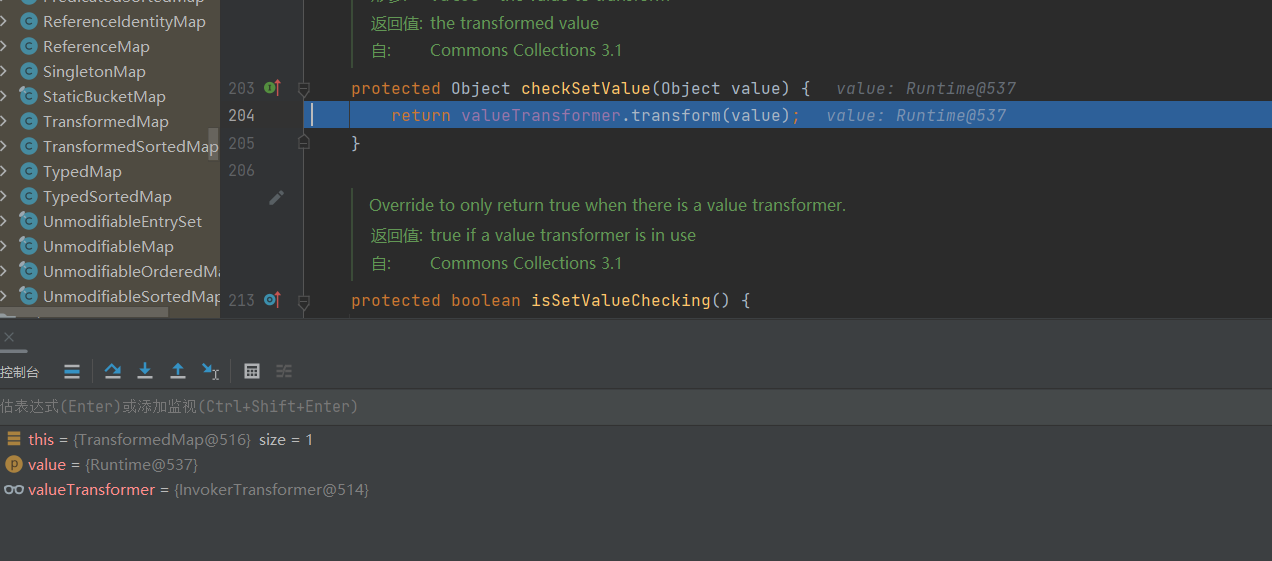 PredicatedSortedMap
ReferenceIdentityMap
ReferenceMap
SingletonMap
StaticBucketMap
TransformedMap
TransformedSortedMap
TypedMap
TypedSortedMap
UnmodifiableEntrySet
UnmodifiableMap
UnmodifiableOrderedMa
UnmodifiableSortedMap
返回值: the transformed value
自: Commons Collections 3.1
203 protected Object checkSetValue(Object value) { value: Runtime@537
204 return valueTransformer.transform(value); value: Runtime@537
205 }
206
Override to only return true when there is a value transformer.
返回值: true if a value transformer is in use
自: Commons Collections 3.1
213 protected boolean isSetValueChecking() {
控制台
估表达式(Enter)或添加监视(Ctrl+Shift+Enter)
this = {TransformedMap@516} size = 1
value = {Runtime@537}
valueTransformer = {InvokerTransformer@514}